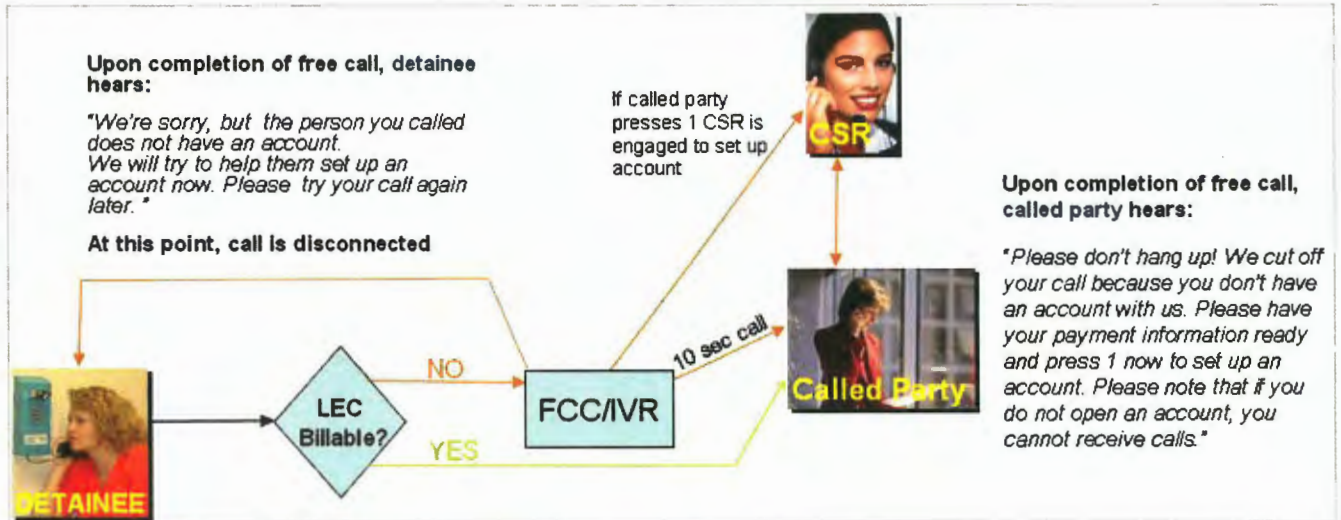 Upon completion of free call, detainee
hears:
"We're sorry, but the person you called
does not have an account.
We will try to help them set up an
account now. Please try your call again
later. "
At this point, call is disconnected
If called party
presses 1 CSR is
engaged to set up
account
CSR
Upon completion of free call,
called party hears:
"Please don't hang up! We cut off
your call because you don't have
an account with us. Please have
your payment information ready
and press 1 now to set up an
account. Please note that if you
do not open an account, you
cannot receive calls."
DETAINEE
LEC
Billable?
NO
YES
FCC/IVR
10 sec call
Called Party